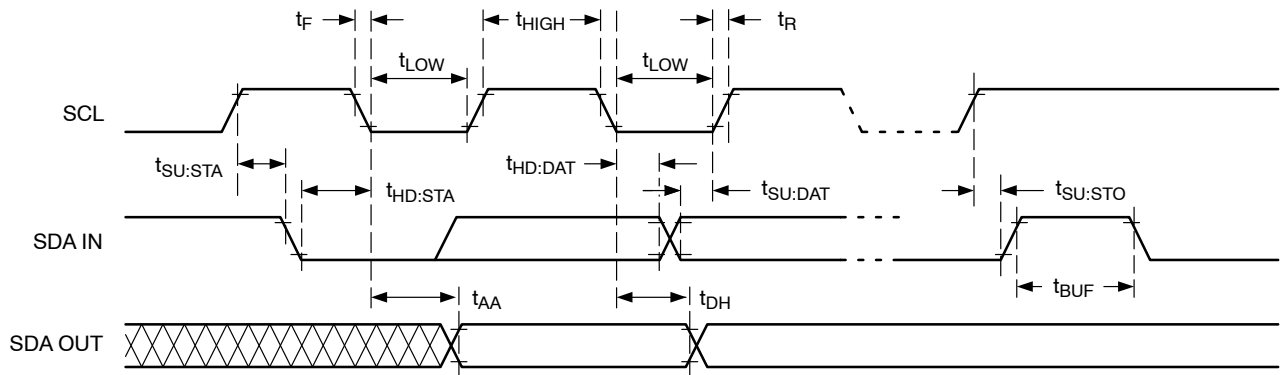 tF
tHIGH
tR
tLOW
tLOW
SCL
tSU:STA
tHD:STA
tHD:DAT
tSU:DAT
tSU:STO
SDA IN
tAA
tDH
tBUF
SDA OUT